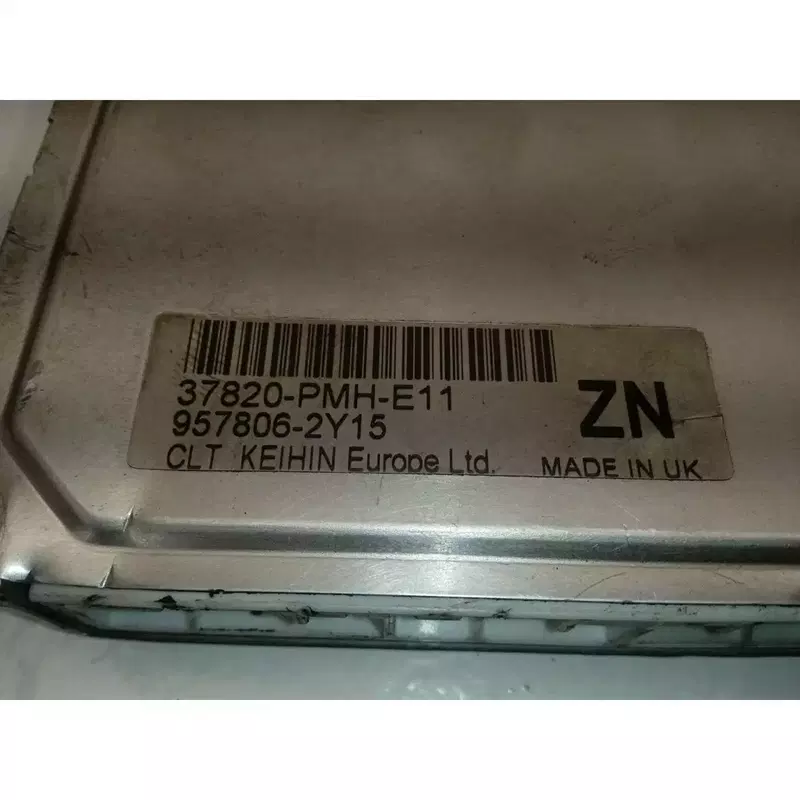 37820-PMH-E11
957806-2Y15
ZN
CLT KEIHIN Europe Ltd. MADE IN UK